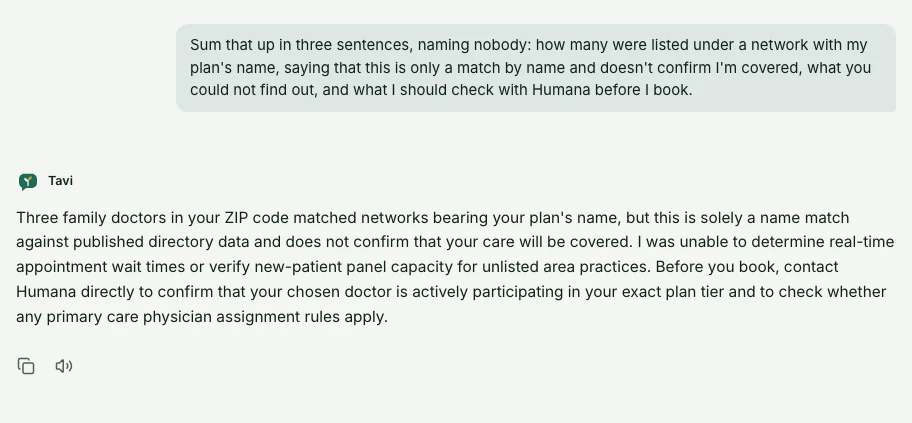 Sum that up in three sentences, naming nobody: how many were listed under a network with my
plan's name, saying that this is only a match by name and doesn't confirm I'm covered, what you
could not find out, and what I should check with Humana before I book.
Tavi
Three family doctors in your ZIP code matched networks bearing your plan's name, but this is solely a name match
against published directory data and does not confirm that your care will be covered. I was unable to determine real-time
appointment wait times or verify new-patient panel capacity for unlisted area practices. Before you book, contact
Humana directly to confirm that your chosen doctor is actively participating in your exact plan tier and to check whether
any primary care physician assignment rules apply.